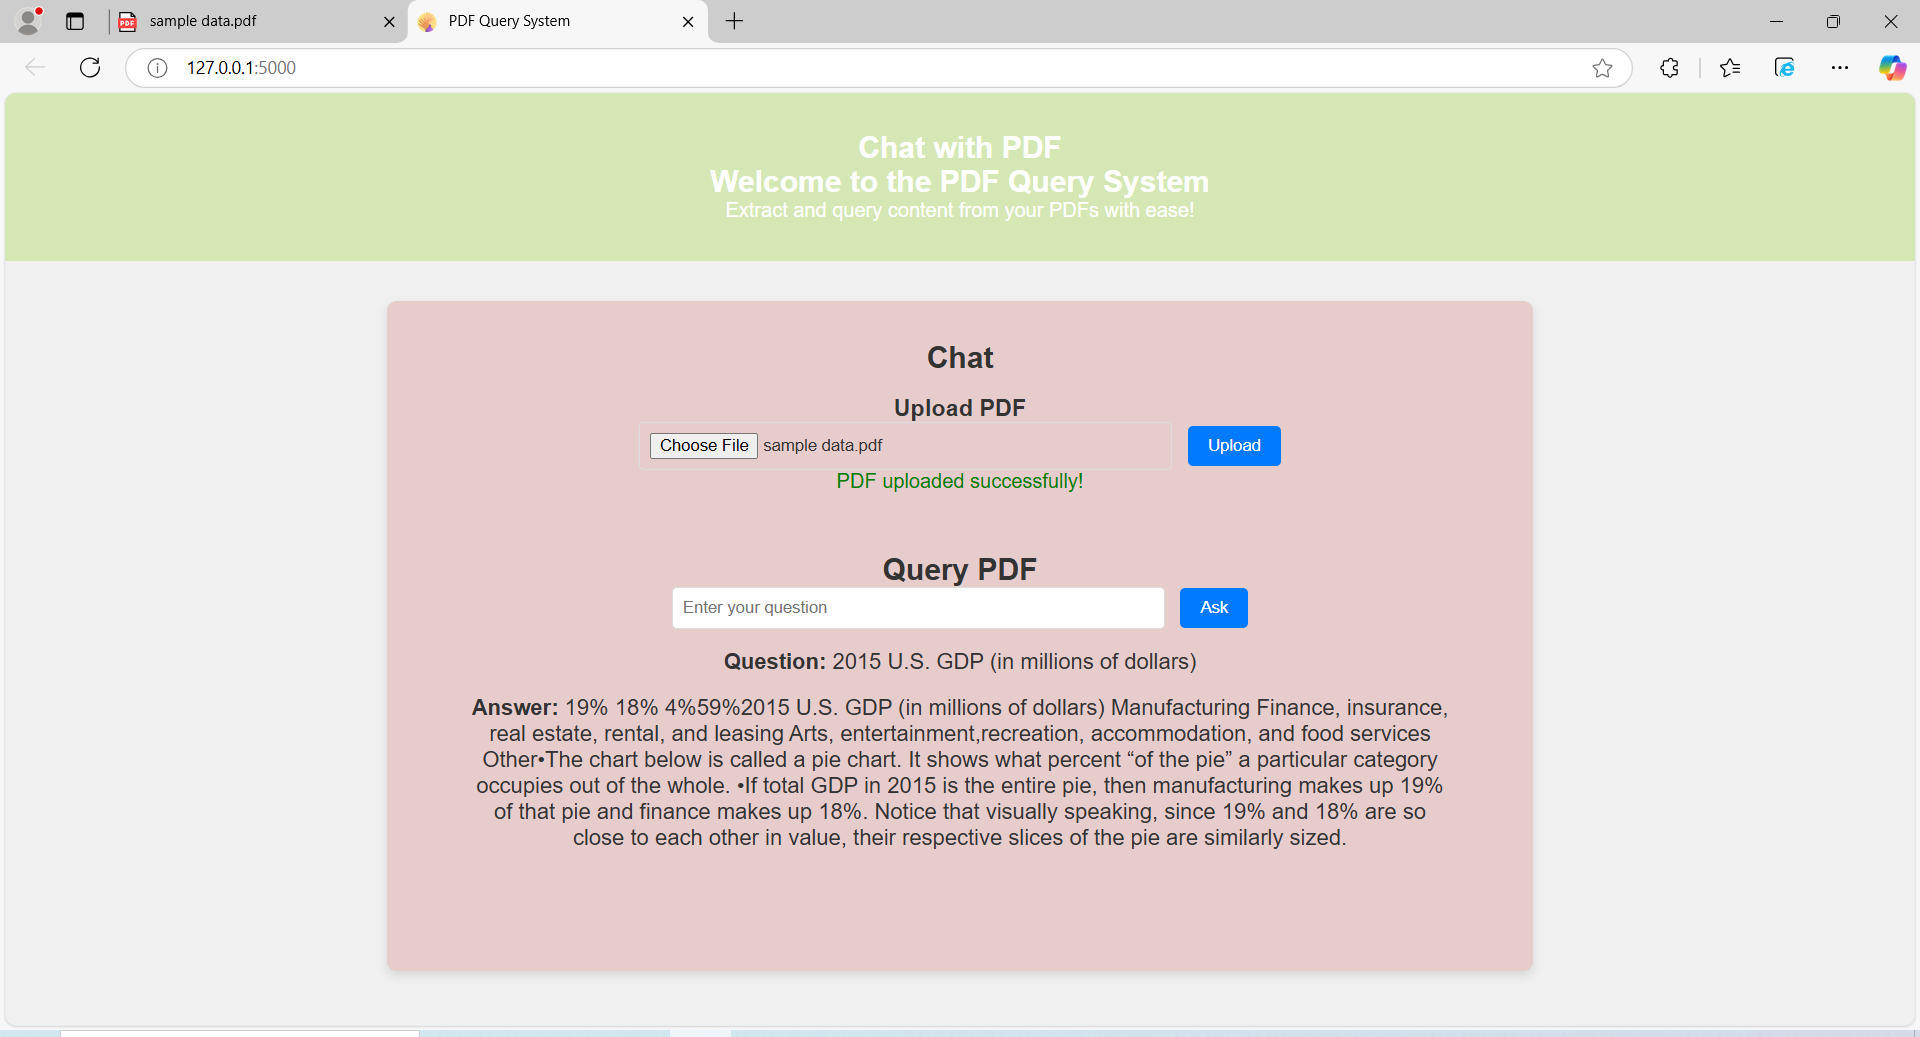 sample data.pdf
PDF Query System
127.0.0.1:5000
Chat with PDF
Welcome to the PDF Query System
Extract and query content from your PDFs with ease!
Chat
Upload PDF
Choose File sample data.pdf Upload
PDF uploaded successfully!
Query PDF
Enter your question Ask
Question: 2015 U.S. GDP (in millions of dollars)
Answer: 19% 18% 4%59%2015 U.S. GDP (in millions of dollars) Manufacturing Finance, insurance,
real estate, rental, and leasing Arts, entertainment,recreation, accommodation, and food services
Other•The chart below is called a pie chart. It shows what percent “of the pie” a particular category
occupies out of the whole. •If total GDP in 2015 is the entire pie, then manufacturing makes up 19%
of that pie and finance makes up 18%. Notice that visually speaking, since 19% and 18% are so
close to each other in value, their respective slices of the pie are similarly sized.